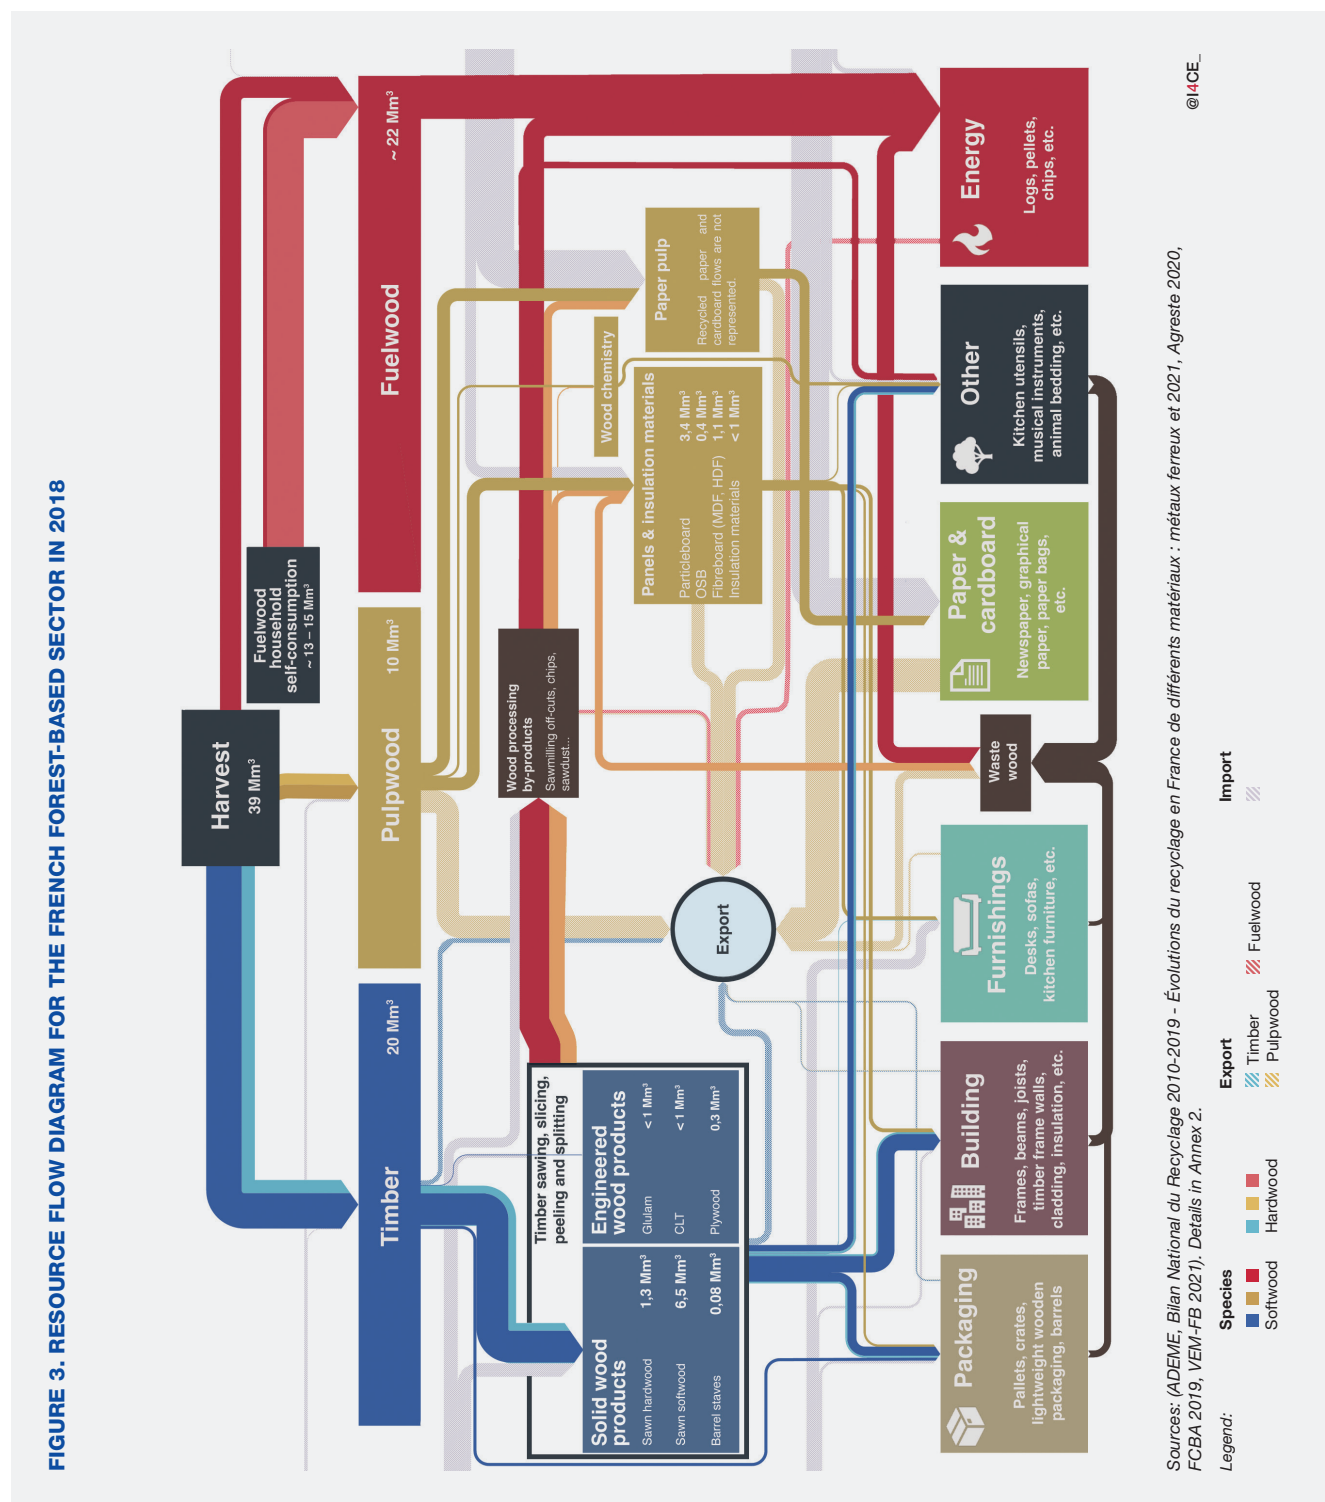 FIGURE 3. RESOURCE FLOW DIAGRAM FOR THE FRENCH FOREST-BASED SECTOR IN 2018
Harvest
39 Mm³
Fuelwood
household
self-consumption
~ 13 – 15 Mm³
Timber
20 Mm³
Pulpwood
10 Mm³
Fuelwood
~ 22 Mm³
Timber sawing, slicing,
peeling and splitting
Solid wood
products
Sawn hardwood
1,3 Mm³
Sawn softwood
6,5 Mm³
Barrel staves
0,08 Mm³
Engineered
wood products
Glulam
< 1 Mm³
CLT
< 1 Mm³
Plywood
0,3 Mm³
Wood processing
by-products
Sawmilling off-cuts, chips,
sawdust...
Export
Wood chemistry
Panels & insulation materials
Particleboard
3,4 Mm³
OSB
0,4 Mm³
Fibreboard (MDF, HDF)
1,1 Mm³
Insulation materials
< 1 Mm³
Paper pulp
Recycled paper and
cardboard flows are not
represented.
Packaging
Pallets, crates,
lightweight wooden
packaging, barrels
Building
Frames, beams, joists,
timber frame walls,
cladding, insulation, etc.
Furnishings
Desks, sofas,
kitchen furniture, etc.
Waste
wood
Paper &
cardboard
Newspaper, graphical
paper, paper bags,
etc.
Other
Kitchen utensils,
musical instruments,
animal bedding, etc.
Energy
Logs, pellets,
chips, etc.
Sources: (ADEME, Bilan National du Recyclage 2010-2019 - Évolutions du recyclage en France de différents matériaux : métaux ferreux et 2021, Agreste 2020,
FCBA 2019, VEM-FB 2021). Details in Annex 2.
@I4CE_
Legend:
Species
Softwood
Hardwood
Export
Timber
Pulpwood
Fuelwood
Import